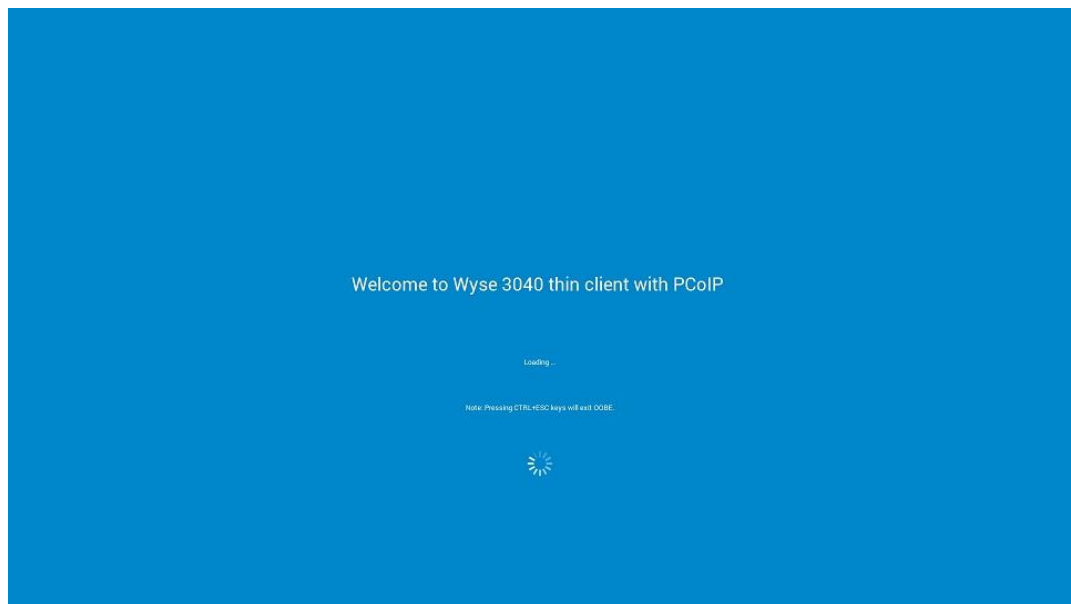 Welcome to Wyse 3040 thin client with PCoIP
Loading ...
Note: Pressing CTRL+ESC keys will exit OOBE.